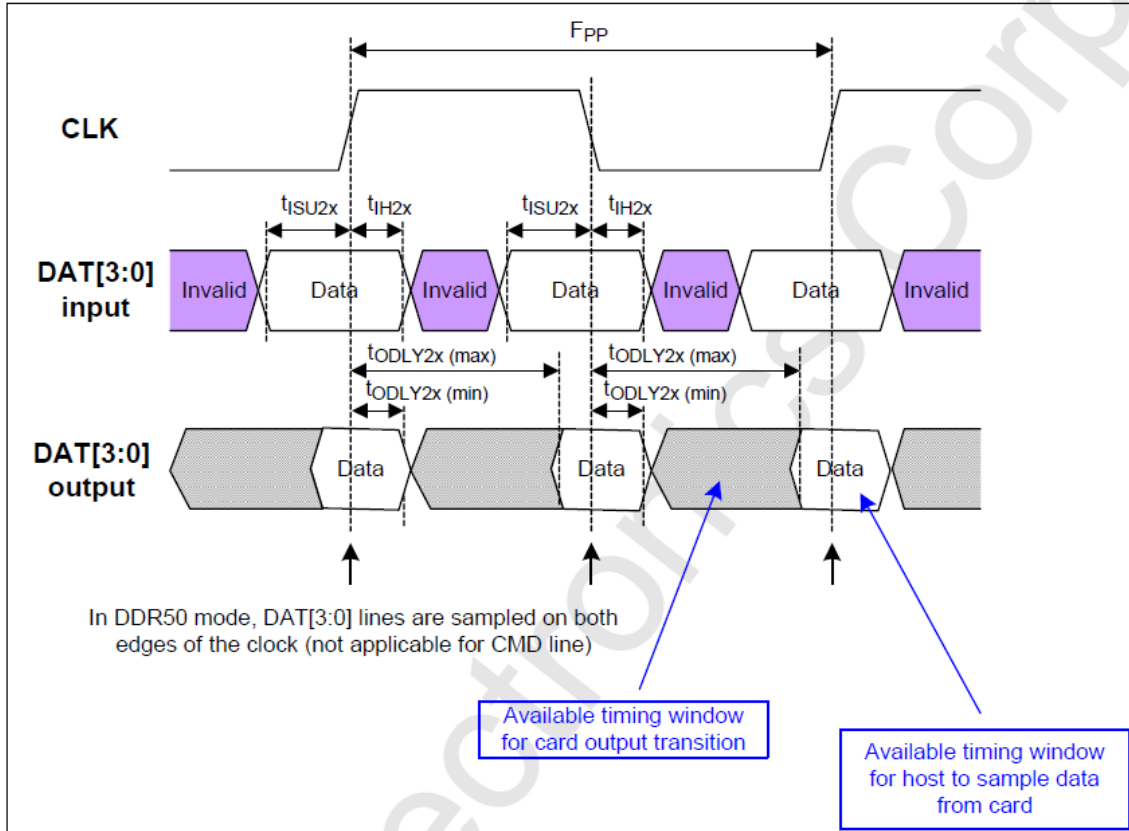 FPP
CLK
tISU2x tIH2x tISU2x tIH2x
DAT[3:0]
input
Invalid Data Invalid Data Invalid Data Invalid
tODLY2x (max) tODLY2x (max)
tODLY2x (min) tODLY2x (min)
DAT[3:0]
output
Data Data Data
In DDR50 mode, DAT[3:0] lines are sampled on both
edges of the clock (not applicable for CMD line)
Available timing window
for card output transition
Available timing window
for host to sample data
from card
ectronics Corp